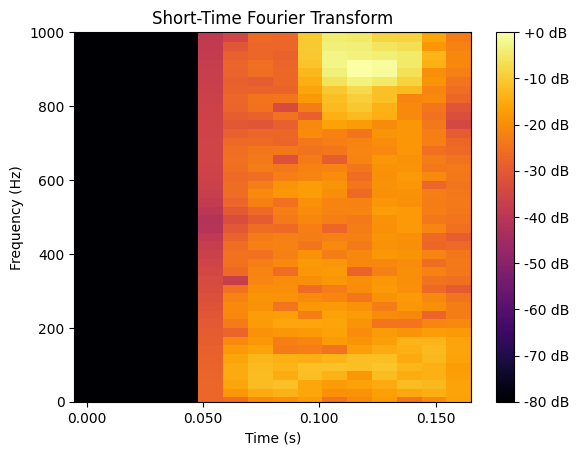 Short-Time Fourier Transform
Frequency (Hz)
1000
800
600
400
200
0
0.000 0.050 0.100 0.150
Time (s)
+0 dB
-10 dB
-20 dB
-30 dB
-40 dB
-50 dB
-60 dB
-70 dB
-80 dB